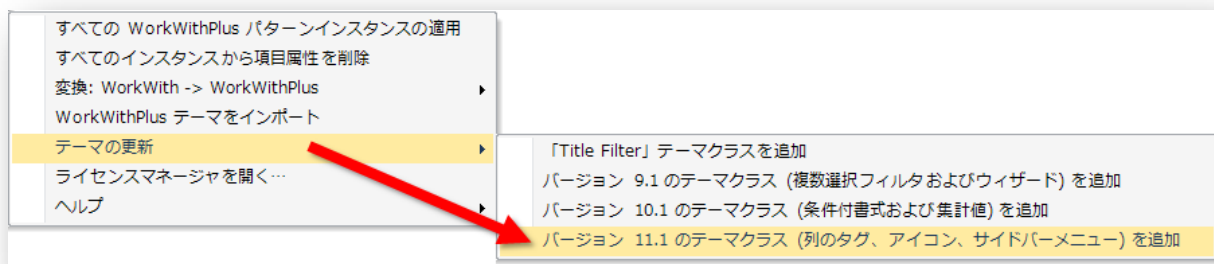 すべての WorkWithPlus パターンインスタンスの適用
すべてのインスタンスから項目属性を削除
変換: WorkWith -> WorkWithPlus
WorkWithPlus テーマをインポート
テーマの更新
ライセンスマネージャを開く…
ヘルプ
「Title Filter」テーマクラスを追加
バージョン 9.1 のテーマクラス (複数選択フィルタおよびウィザード) を追加
バージョン 10.1 のテーマクラス (条件付書式および集計値) を追加
バージョン 11.1 のテーマクラス (列のタグ、アイコン、サイドバーメニュー) を追加